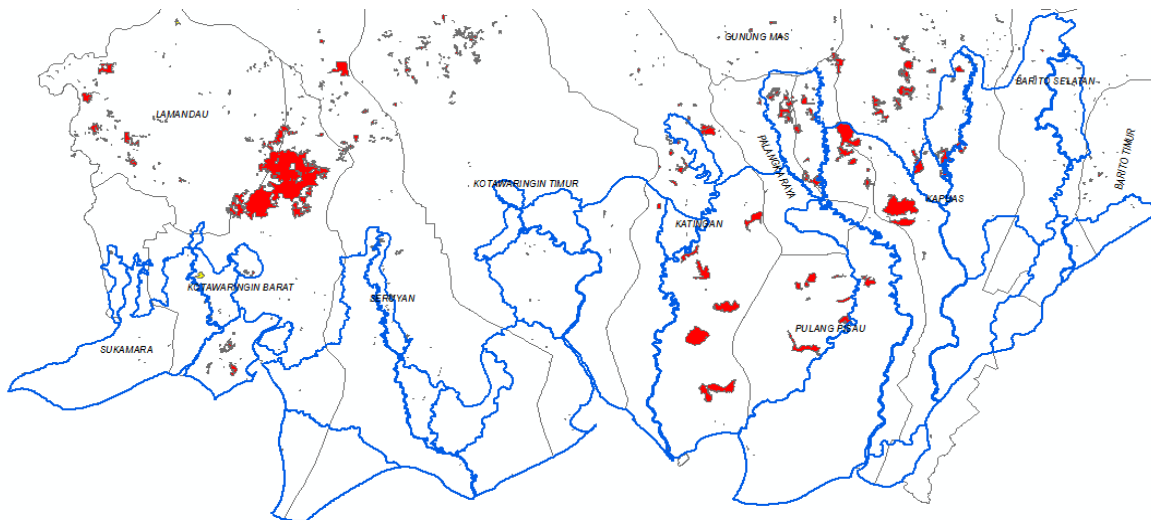 GUNUNG MAS
BARITO SELATAN
LAMANDAU
PALANGKA RAYA
BARITO TIMUR
KOTAWARINGIN TIMUR
KAPUAS
KATINGAN
KOTAWARINGIN BARAT
SERUYAN
PULANG PISAU
SUKAMARA